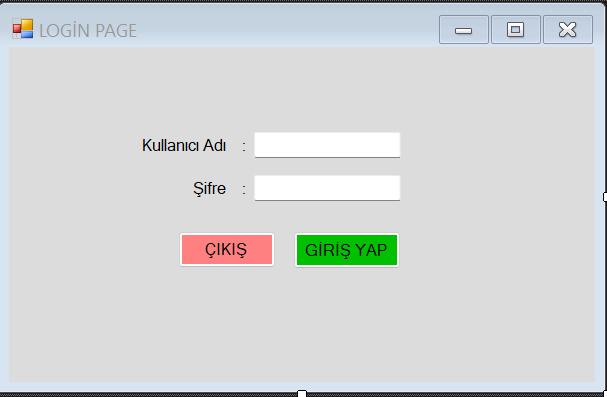 LOGİN PAGE
Kullanıcı Adı :
Şifre :
ÇIKIŞ GİRİŞ YAP